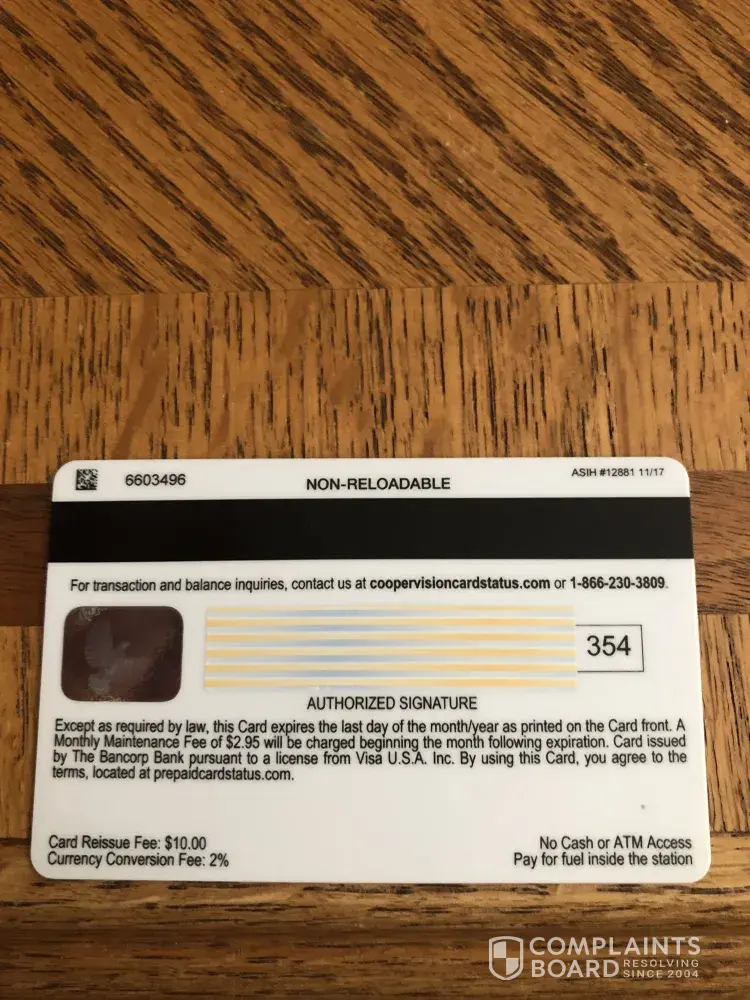 6603496
NON-RELOADABLE
ASIH #12881 11/17
For transaction and balance inquiries, contact us at coopervisioncardstatus.com or 1-866-230-3809.
354
AUTHORIZED SIGNATURE
Except as required by law, this Card expires the last day of the month/year as printed on the Card front. A
Monthly Maintenance Fee of $2.95 will be charged beginning the month following expiration. Card issued
by The Bancorp Bank pursuant to a license from Visa U.S.A. Inc. By using this Card, you agree to the
terms, located at prepaidcardstatus.com.
Card Reissue Fee: $10.00
Currency Conversion Fee: 2%
No Cash or ATM Access
Pay for fuel inside the station
COMPLAINTS
BOARD RESOLVING
SINCE 2004